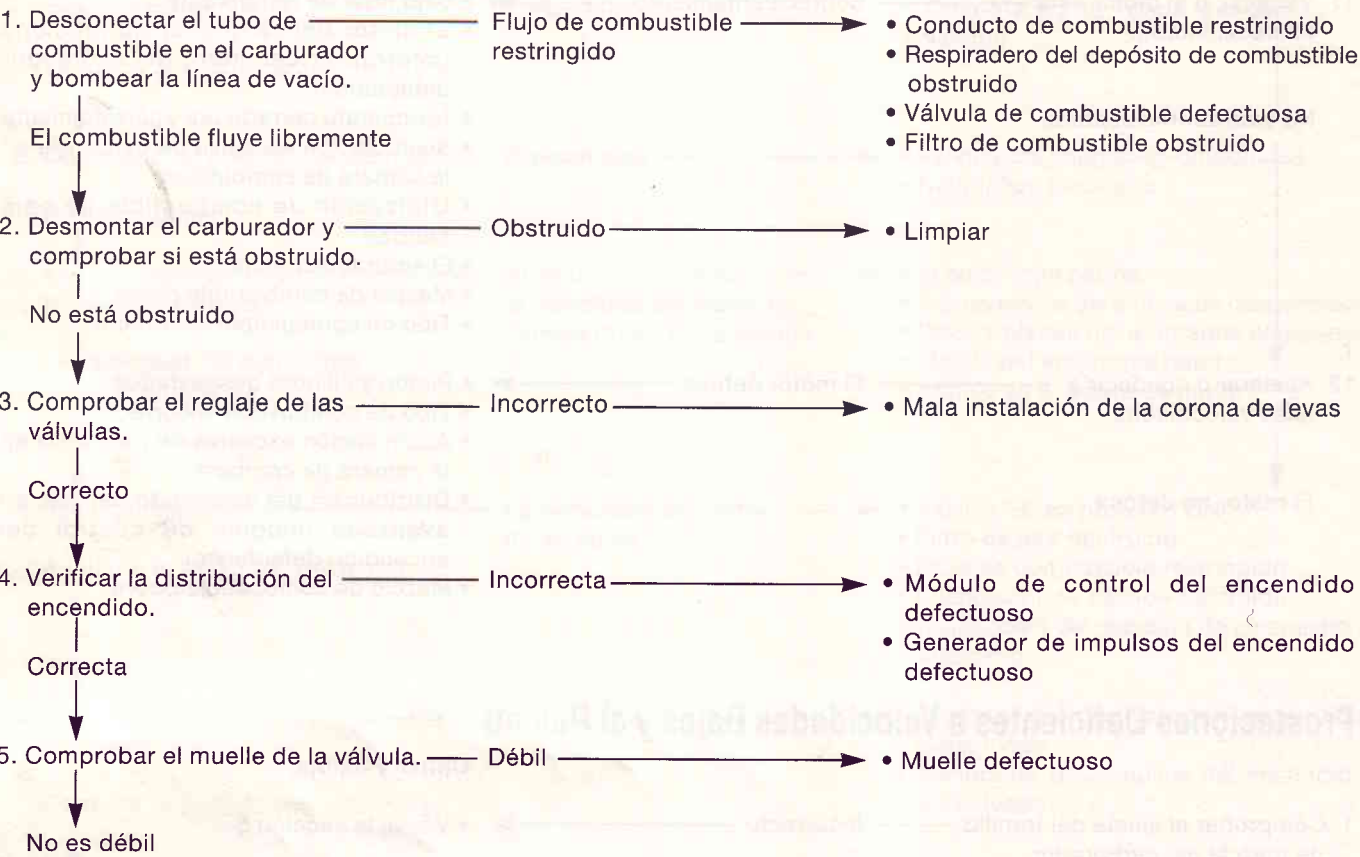 1. Desconectar el tubo de Flujo de combustible • Conducto de combustible restringido
combustible en el carburador restringido • Respiradero del depósito de combustible
y bombear la línea de vacío. obstruido
• Válvula de combustible defectuosa
El combustible fluye libremente • Filtro de combustible obstruido
2. Desmontar el carburador y Obstruido • Limpiar
comprobar si está obstruido.
No está obstruido
3. Comprobar el reglaje de las Incorrecto • Mala instalación de la corona de levas
válvulas.
Correcto
4. Verificar la distribución del Incorrecta • Módulo de control del encendido
encendido. defectuoso
• Generador de impulsos del encendido
Correcta defectuoso
5. Comprobar el muelle de la válvula. Débil • Muelle defectuoso
No es débil